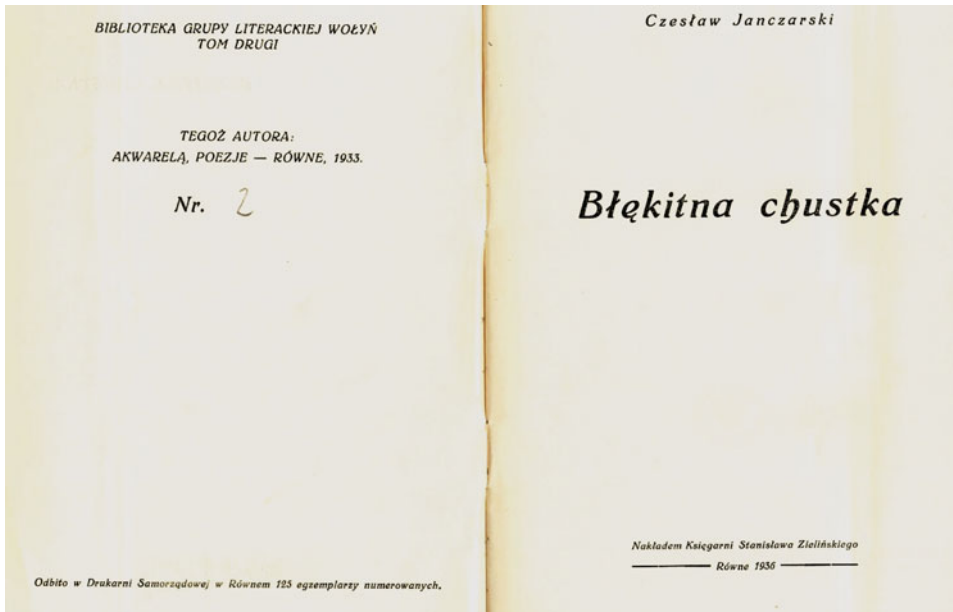 BIBLIOTEKA GRUPY LITERACKIEJ WOŁYŃ
TOM DRUGI
TEGOŻ AUTORA:
AKWARELĄ, POEZJE — RÓWNE, 1933.
Nr. 2
Odbito w Drukarni Samorządowej w Równem 125 egzemplarzy numerowanych.
Czesław Janczarski
Błękitna chustka
Nakładem Księgarni Stanisława Zielińskiego
Równe 1936